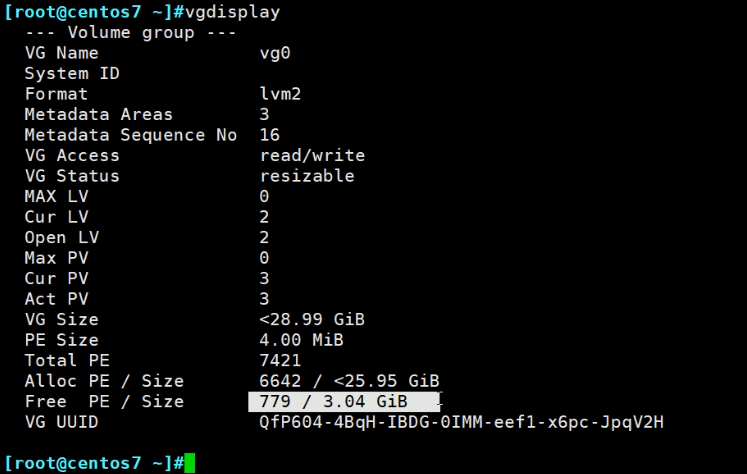 [root@centos7 ~]#vgdisplay
--- Volume group ---
VG Name vg0
System ID
Format lvm2
Metadata Areas 3
Metadata Sequence No 16
VG Access read/write
VG Status resizable
MAX LV 0
Cur LV 2
Open LV 2
Max PV 0
Cur PV 3
Act PV 3
VG Size <28.99 GiB
PE Size 4.00 MiB
Total PE 7421
Alloc PE / Size 6642 / <25.95 GiB
Free PE / Size 779 / 3.04 GiB
VG UUID QfP604-4BqH-IBDG-0IMM-eef1-x6pc-JpqV2H
[root@centos7 ~]#